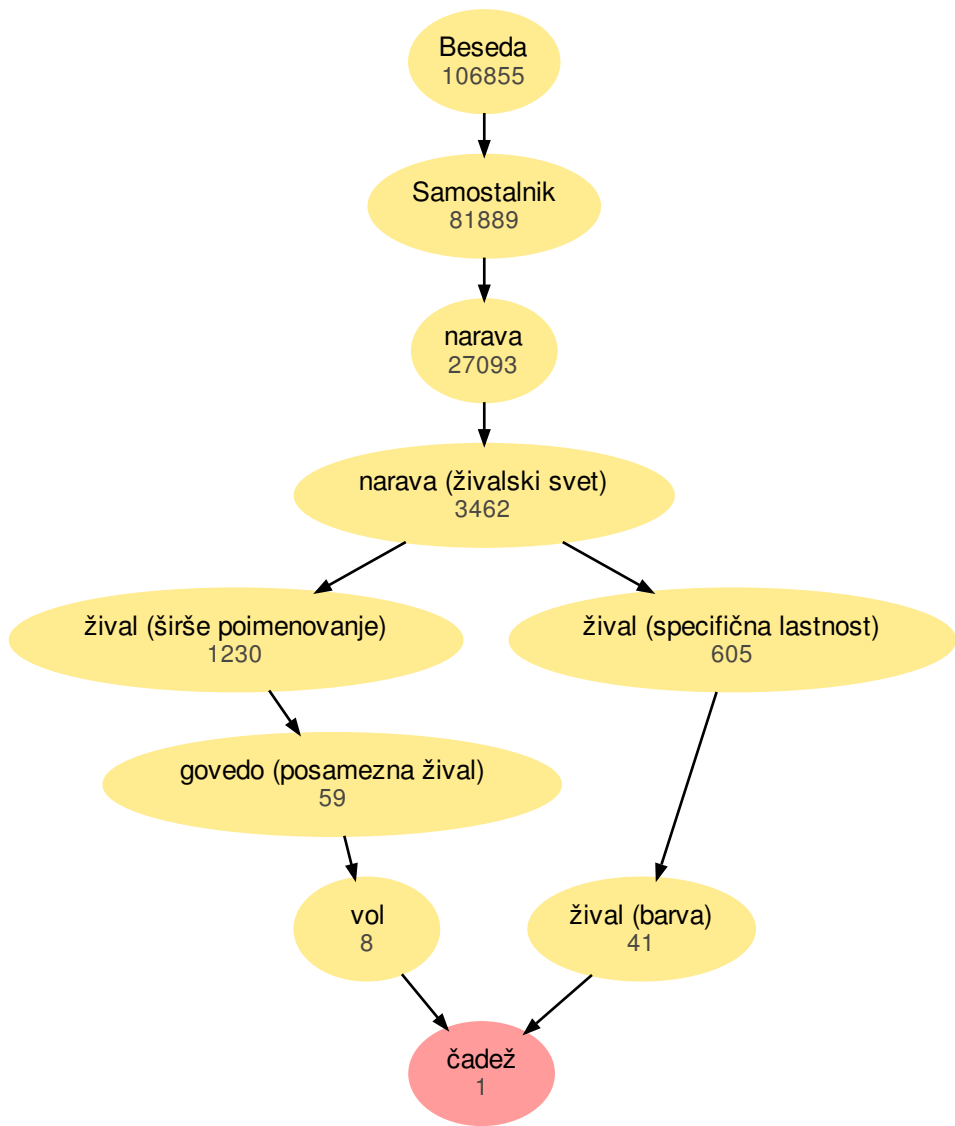 Beseda
106855
Samostalnik
81889
narava
27093
narava (živalski svet)
3462
žival (širše poimenovanje)
1230
žival (specifična lastnost)
605
govedo (posamezna žival)
59
vol
8
žival (barva)
41
čadež
1